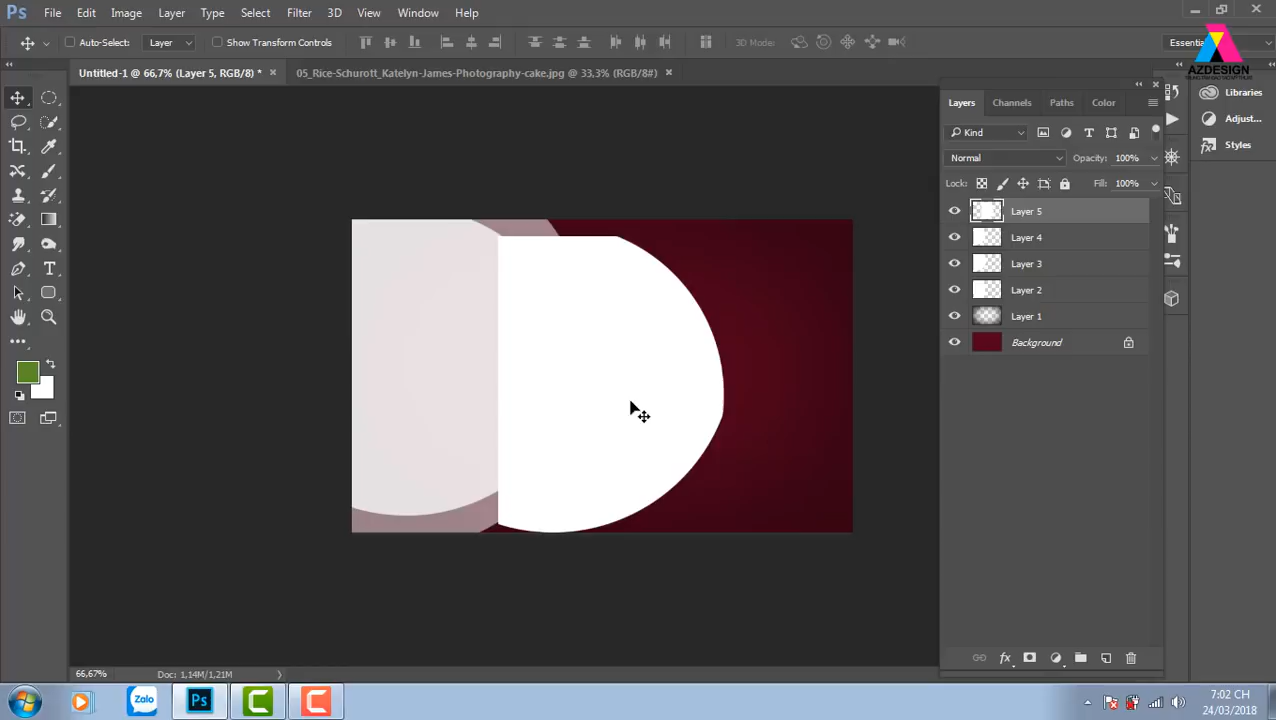 Ps File Edit Image Layer Type Select Filter 3D View Window Help
Auto-Select: Layer Show Transform Controls 3D Mode: Essenti
AZDESIGN
Untitled-1 @ 66,7% (Layer 5, RGB/8) * × 05_Rice-Schurott_Katelyn-James-Photography-cake.jpg @ 33.3% (RGB/8#) ×
Layers Channels Paths Color
Kind
Normal Opacity: 100%
Lock: Fill: 100%
Layer 5
Layer 4
Layer 3
Layer 2
Layer 1
Background
Libraries
Adjust...
Styles
66,67% Doc: 1,14M/1,21M
Zalo Ps
7:02 CH
24/03/2018